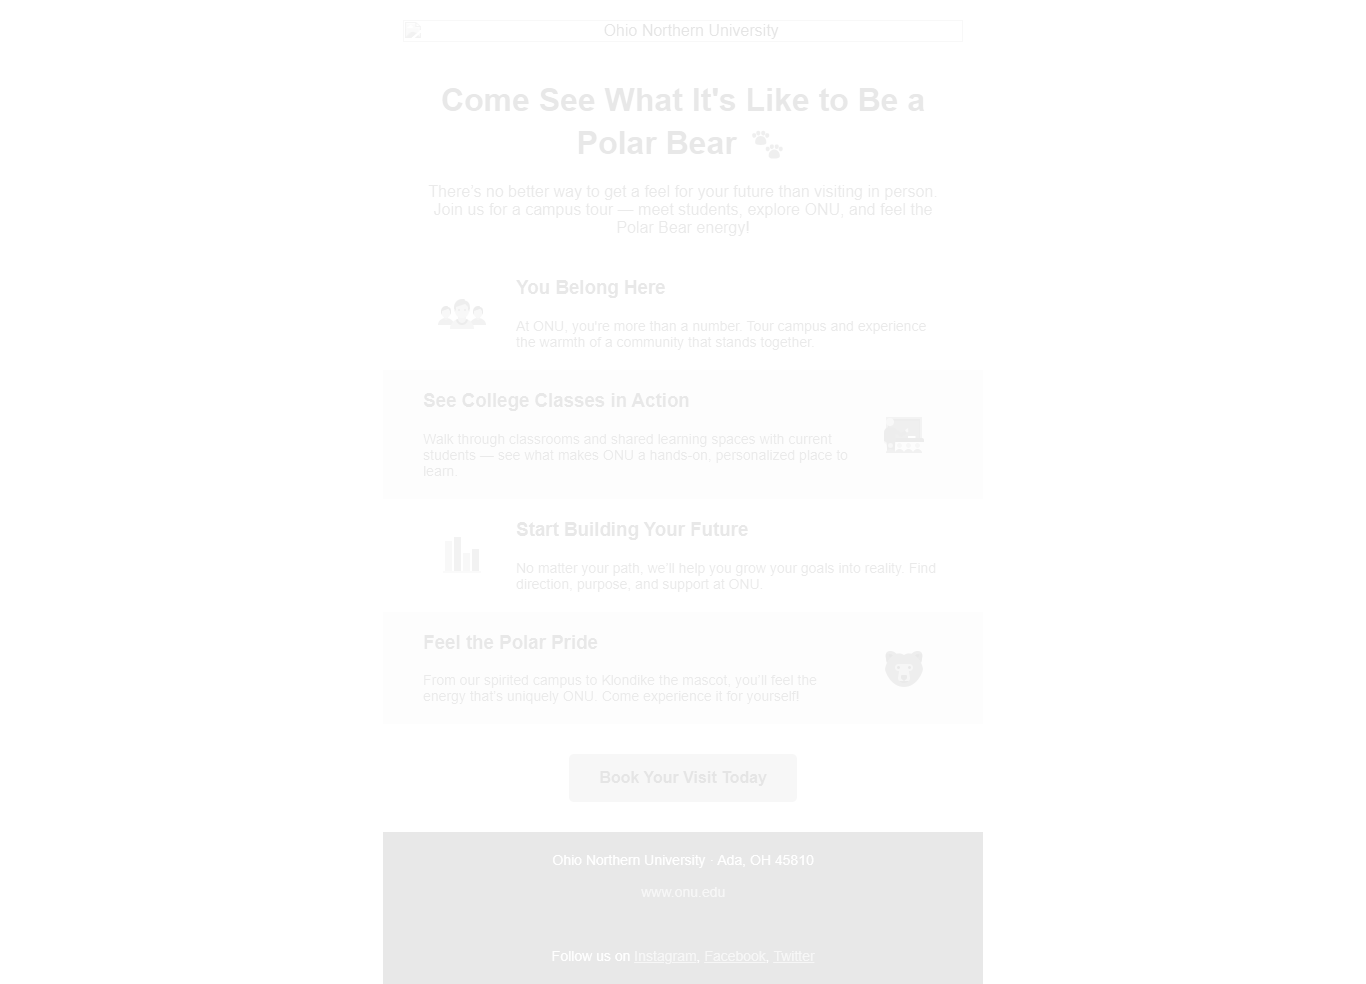 Ohio Northern University
Come See What It's Like to Be a
Polar Bear
There's no better way to get a feel for your future than visiting in person.
Join us for a campus tour — meet students, explore ONU, and feel the
Polar Bear energy!
You Belong Here
At ONU, you're more than a number. Tour campus and experience
the warmth of a community that stands together.
See College Classes in Action
Walk through classrooms and shared learning spaces with current
students — see what makes ONU a hands-on, personalized place to
learn.
Start Building Your Future
No matter your path, we'll help you grow your goals into reality. Find
direction, purpose, and support at ONU.
Feel the Polar Pride
From our spirited campus to Klondike the mascot, you'll feel the
energy that's uniquely ONU. Come experience it for yourself!
Book Your Visit Today
Ohio Northern University · Ada, OH 45810
www.onu.edu
Follow us on Instagram, Facebook, Twitter